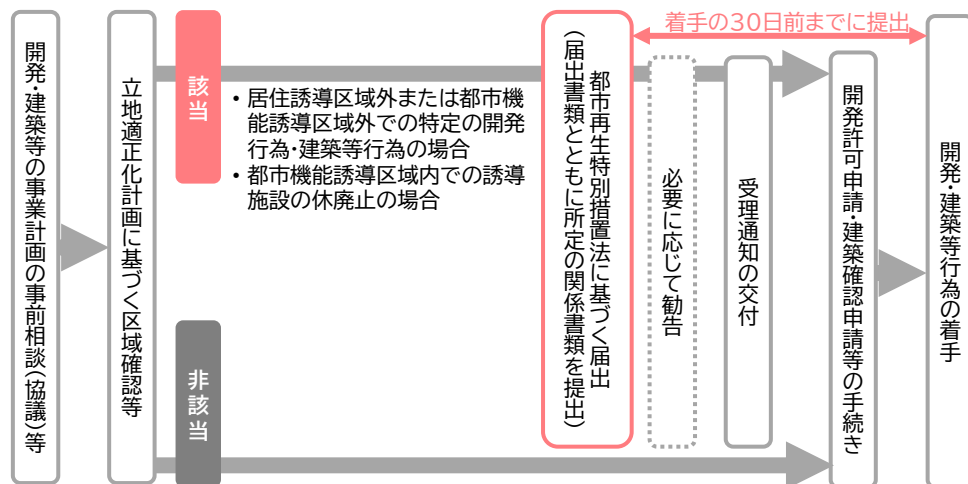 開発・建築等の事業計画の事前相談(協議)等
立地適正化計画に基づく区域確認等
該当
・居住誘導区域外または都市機
能誘導区域外での特定の開発
行為・建築等行為の場合
・都市機能誘導区域内での誘導
施設の休廃止の場合
非該当
都市再生特別措置法に基づく届出
(届出書類とともに所定の関係書類を提出)
着手の30日前までに提出
必要に応じて勧告
受理通知の交付
開発許可申請・建築確認申請等の手続き
開発・建築等行為の着手